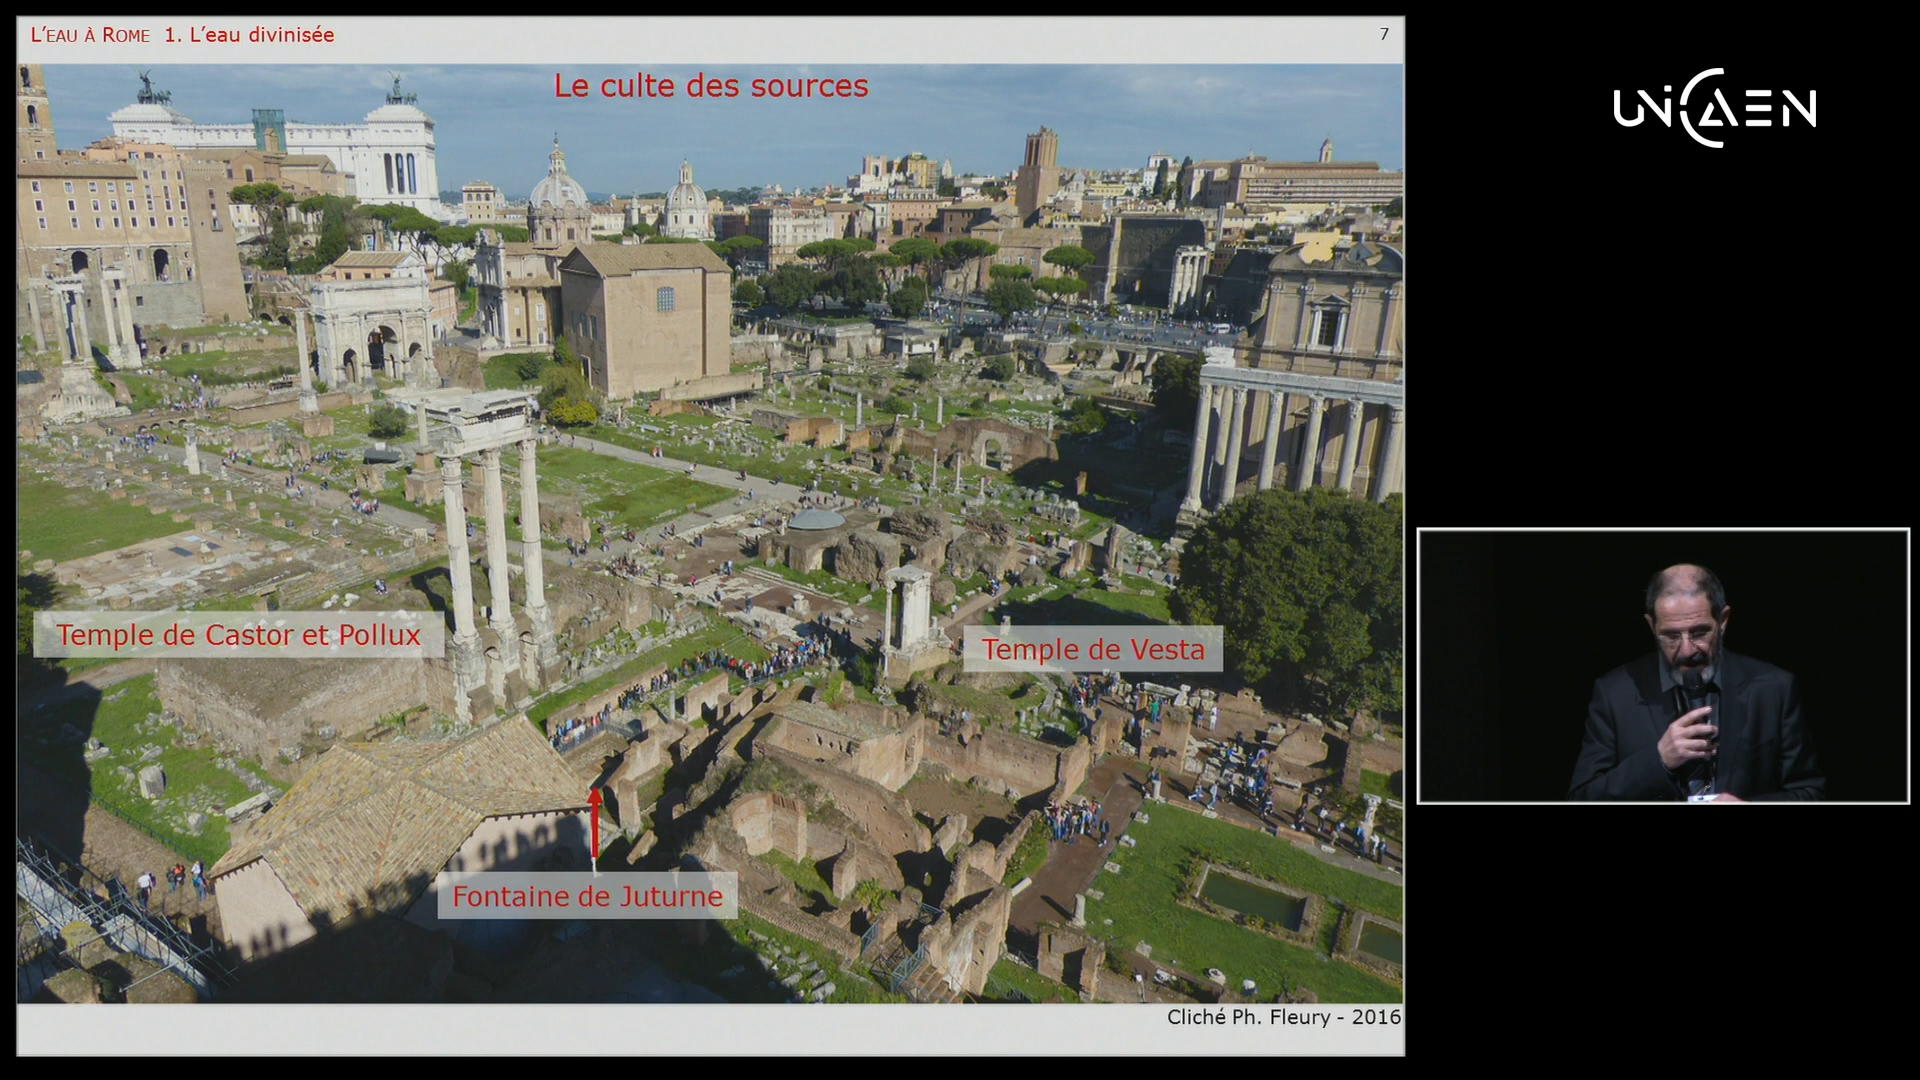 L'EAU À ROME 1. L'eau divinisée
7
Le culte des sources
UNICAEN
Temple de Castor et Pollux
Temple de Vesta
Fontaine de Juturne
Cliché Ph. Fleury - 2016